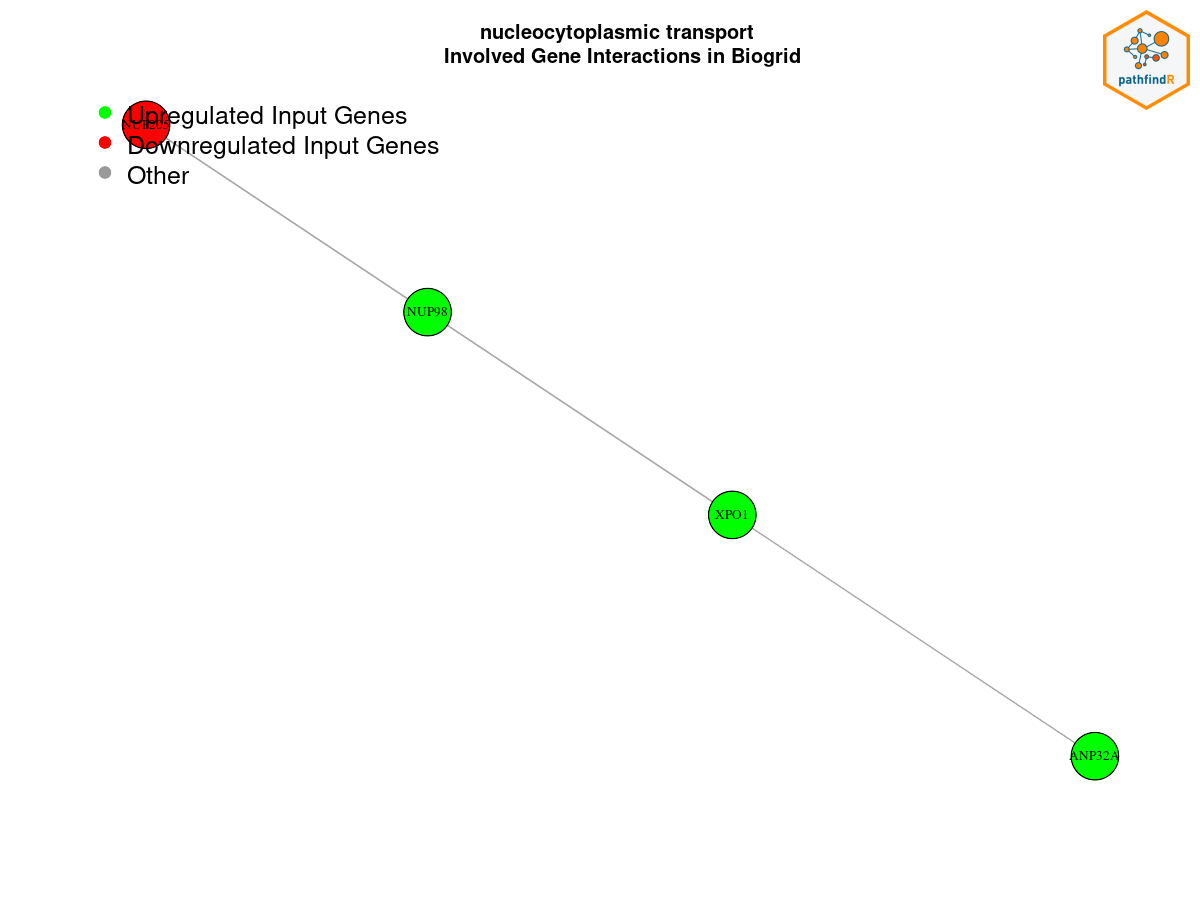 nucleocytoplasmic transport
Involved Gene Interactions in Biogrid
pathfindR
Upregulated Input Genes
NUP205
Downregulated Input Genes
Other
NUP98
XPO1
ANP32A